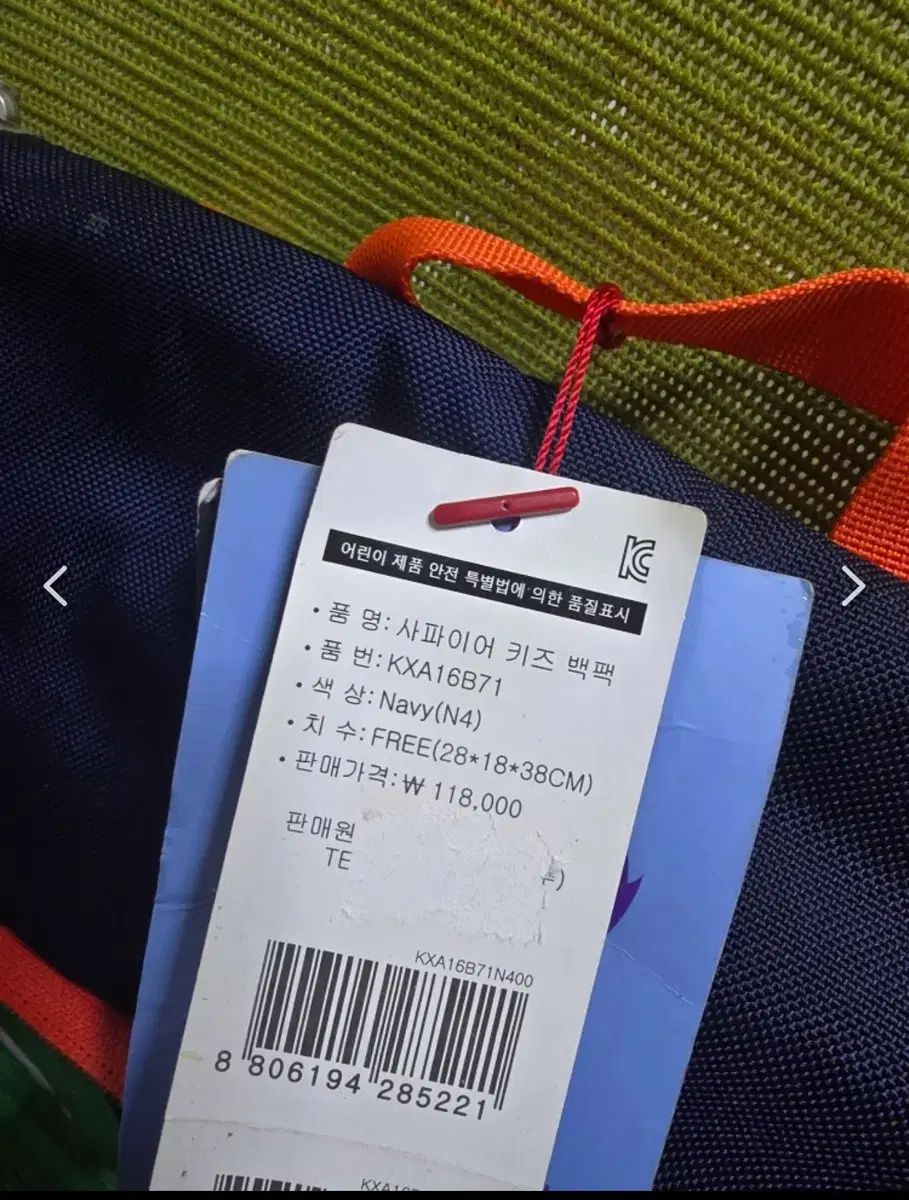 어린이 제품 안전 특별법에 의한 품질표시
• 품 명: 사파이어 키즈 백팩
• 품 번: KXA16B71
• 색 상: Navy(N4)
• 치 수: FREE(28*18*38CM)
• 판매가격: ₩ 118,000
판매원
TE
KXA16B71N400
8 806194 285221